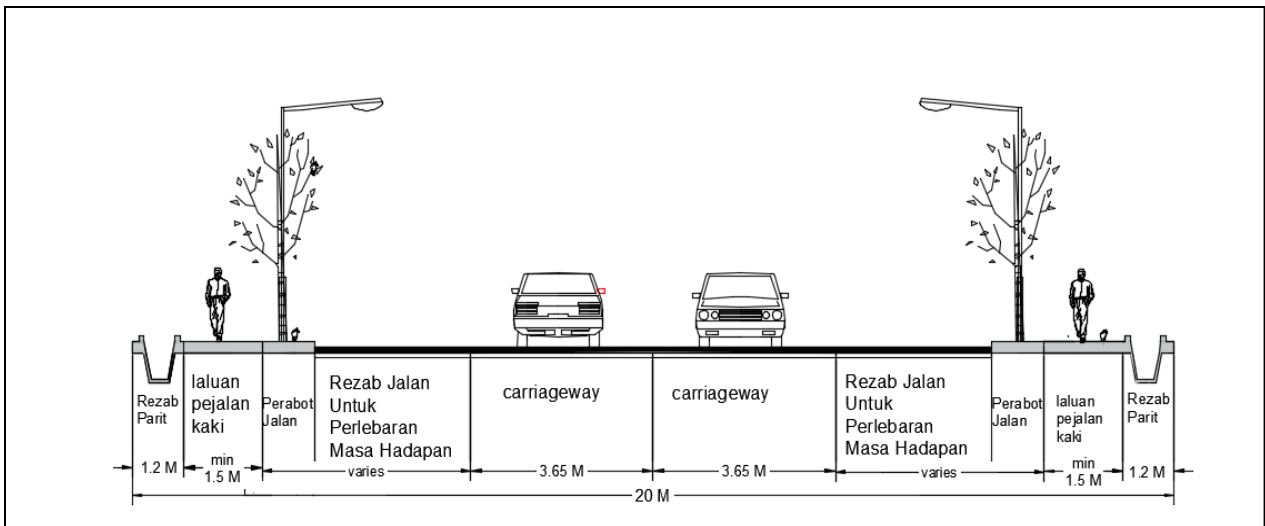 Rezab
Parit
laluan
pejalan
kaki
Perabot
Jalan
Rezab Jalan
Untuk
Perlebaran
Masa Hadapan
carriageway
carriageway
Rezab Jalan
Untuk
Perlebaran
Masa Hadapan
Perabot
Jalan
laluan
pejalan
kaki
Rezab
Parit
1.2 M
min
1.5 M
varies
3.65 M
3.65 M
varies
min
1.5 M
1.2 M
20 M